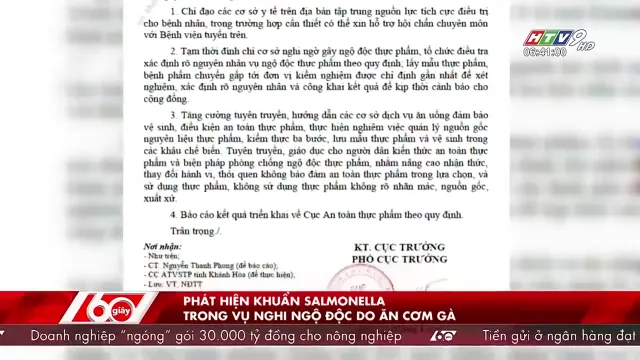 1. Chỉ đạo các cơ sở y tế trên địa bàn tập trung nguồn lực tích cực điều trị
cho bệnh nhân, trong trường hợp cần thiết có thể xin hỗ trợ hội chẩn chuyên môn
với Bệnh viện tuyến trên.
HTV9 HD
06:41:00
2. Tạm thời đình chỉ cơ sở nghi ngờ gây ngộ độc thực phẩm, tổ chức điều tra
xác định rõ nguyên nhân vụ ngộ độc thực phẩm theo quy định; lấy mẫu thực phẩm,
bệnh phẩm chuyển gấp tới đơn vị kiểm nghiệm được chỉ định gần nhất để xét
nghiệm, xác định rõ nguyên nhân và công khai kết quả để kịp thời cảnh báo cho
cộng đồng.
3. Tăng cường tuyên truyền, hướng dẫn các cơ sở dịch vụ ăn uống đảm bảo
vệ sinh, điều kiện an toàn thực phẩm, thực hiện nghiêm việc quản lý nguồn gốc
nguyên liệu thực phẩm, kiểm thực ba bước, lưu mẫu thực phẩm và vệ sinh trong
các khâu chế biến. Tuyên truyền, giáo dục cho người dân kiến thức an toàn thực
phẩm và biện pháp phòng chống ngộ độc thực phẩm, nhằm nâng cao nhận thức,
thay đổi hành vi, thói quen không bảo đảm an toàn thực phẩm trong lựa chọn, và
sử dụng thực phẩm, không sử dụng thực phẩm không rõ nhãn mác, nguồn gốc,
xuất xứ.
4. Báo cáo kết quả triển khai về Cục An toàn thực phẩm theo quy định.
Trân trọng./.
Nơi nhận:
- Như trên;
- CT Nguyễn Thanh Phong (để báo cáo);
- CC ATVSTP tỉnh Khánh Hòa (để thực hiện);
- Lưu: VT, NĐTT
KT. CỤC TRƯỞNG
PHÓ CỤC TRƯỞNG
60 giây
PHÁT HIỆN KHUẨN SALMONELLA
TRONG VỤ NGHI NGỘ ĐỘC DO ĂN CƠM GÀ
Doanh nghiệp “ngóng” gói 30.000 tỷ đồng cho nông nghiệp 60 Tiền gửi ở ngân hàng đạt